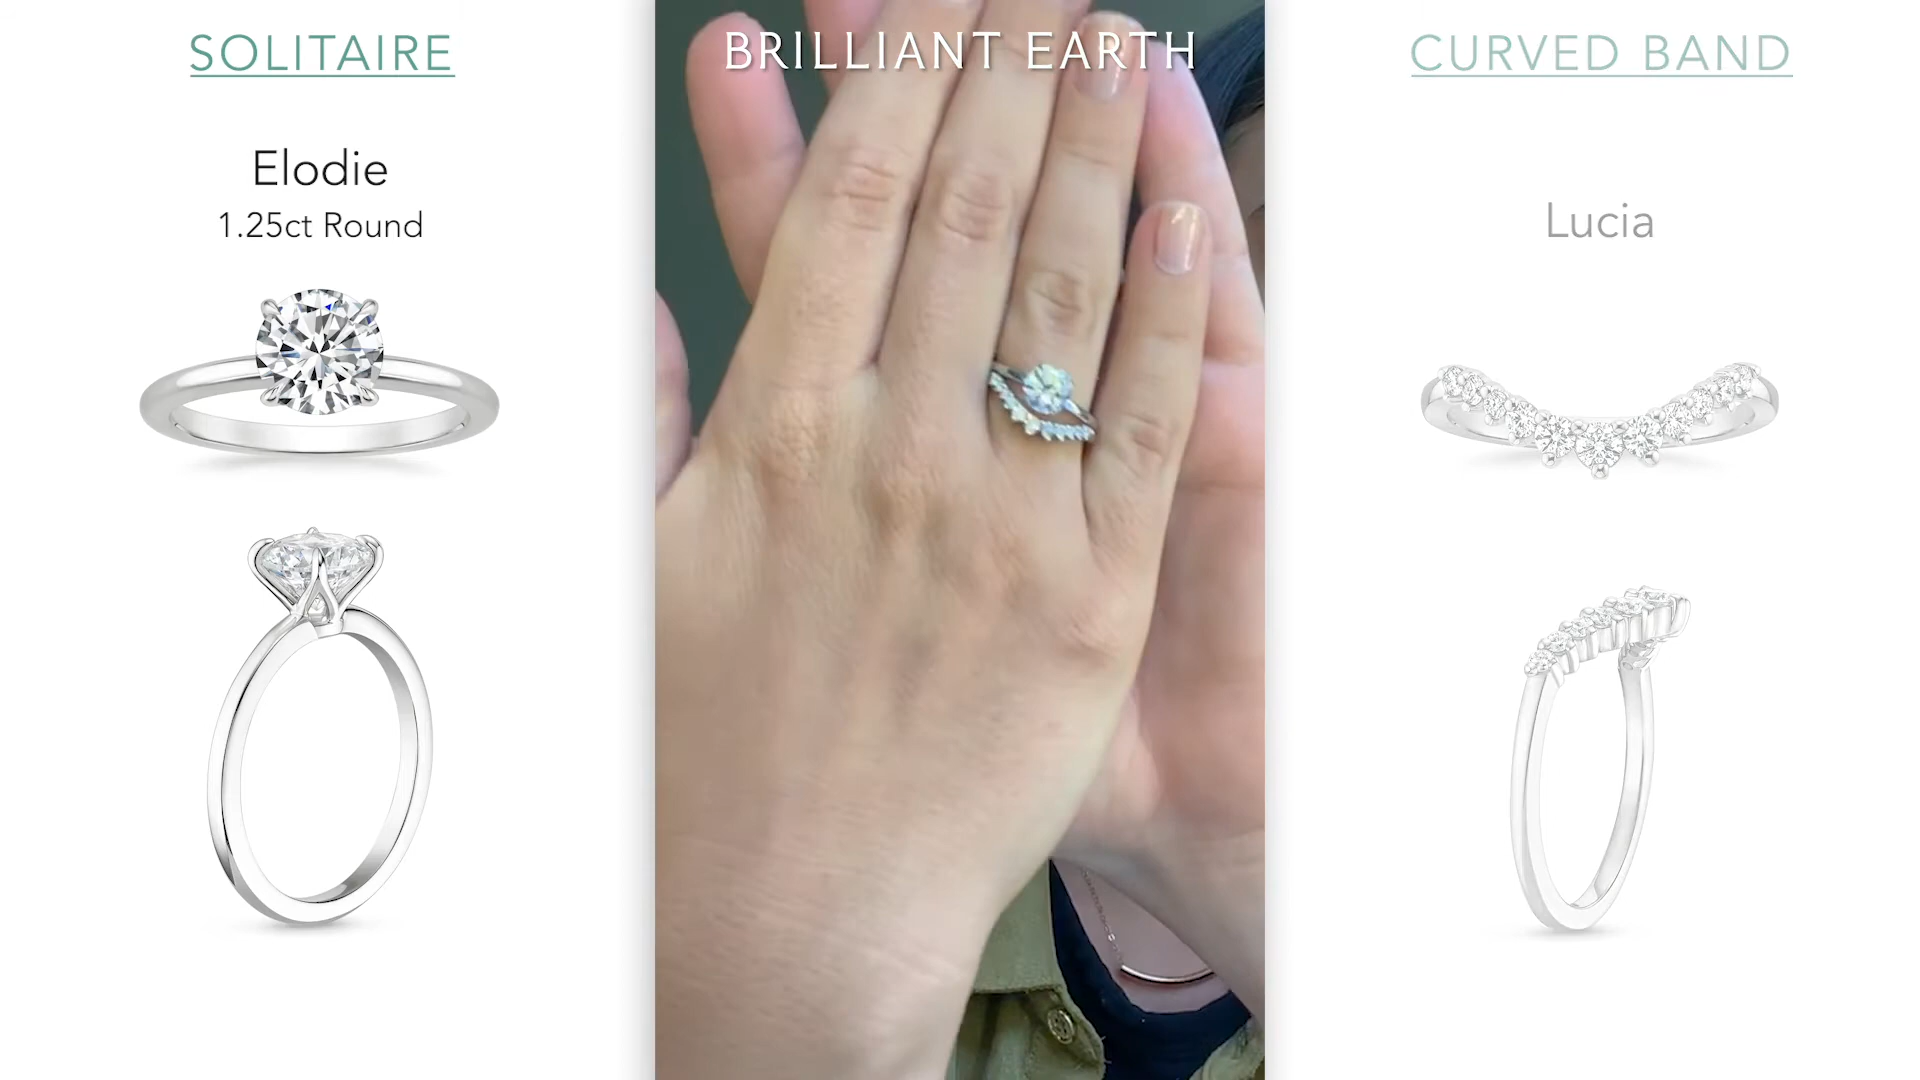 SOLITAIRE
Elodie
1.25ct Round
BRILLIANT EARTH
CURVED BAND
Lucia